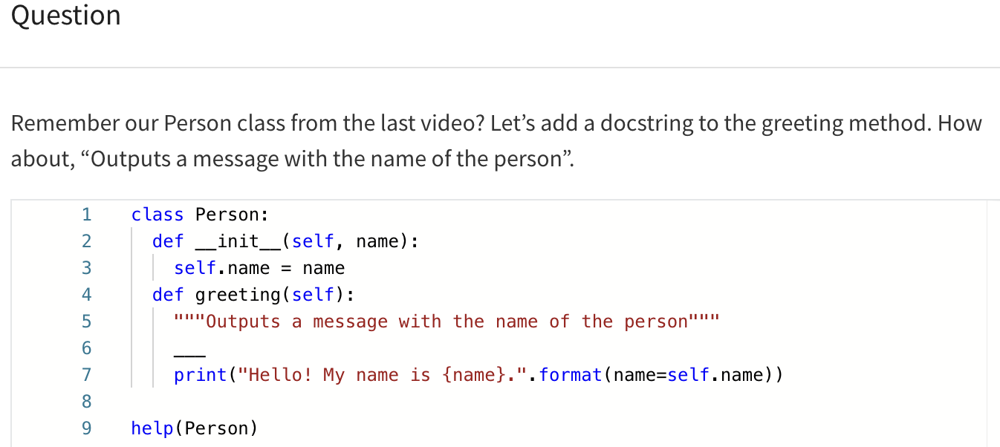 Question
Remember our Person class from the last video? Let’s add a docstring to the greeting method. How
about, “Outputs a message with the name of the person”.
1 class Person:
2   def __init__(self, name):
3     self.name = name
4   def greeting(self):
5     """Outputs a message with the name of the person"""
6     ___
7     print("Hello! My name is {name}.".format(name=self.name))
8
9 help(Person)